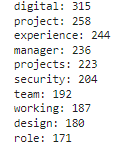 digital: 315
project: 258
experience: 244
manager: 236
projects: 223
security: 204
team: 192
working: 187
design: 180
role: 171